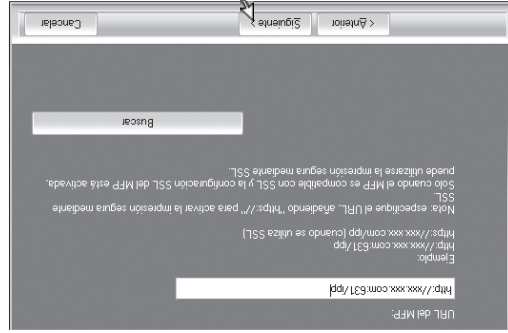 URL del MFP:
http://xxx.xxx.com:631/ipp/
Ejemplo:
http://xxx.xxx.com:631/ipp
https://xxx.xxx.com/ipp (cuando se utiliza SSL)
Nota: especifique el URL, añadiendo "https://" para activar la impresión segura mediante
SSL.
Solo cuando el MFP es compatible con SSL y la configuración SSL del MFP está activada,
puede utilizarse la impresión segura mediante SSL.
Buscar
< Anterior
Siguiente >
Cancelar